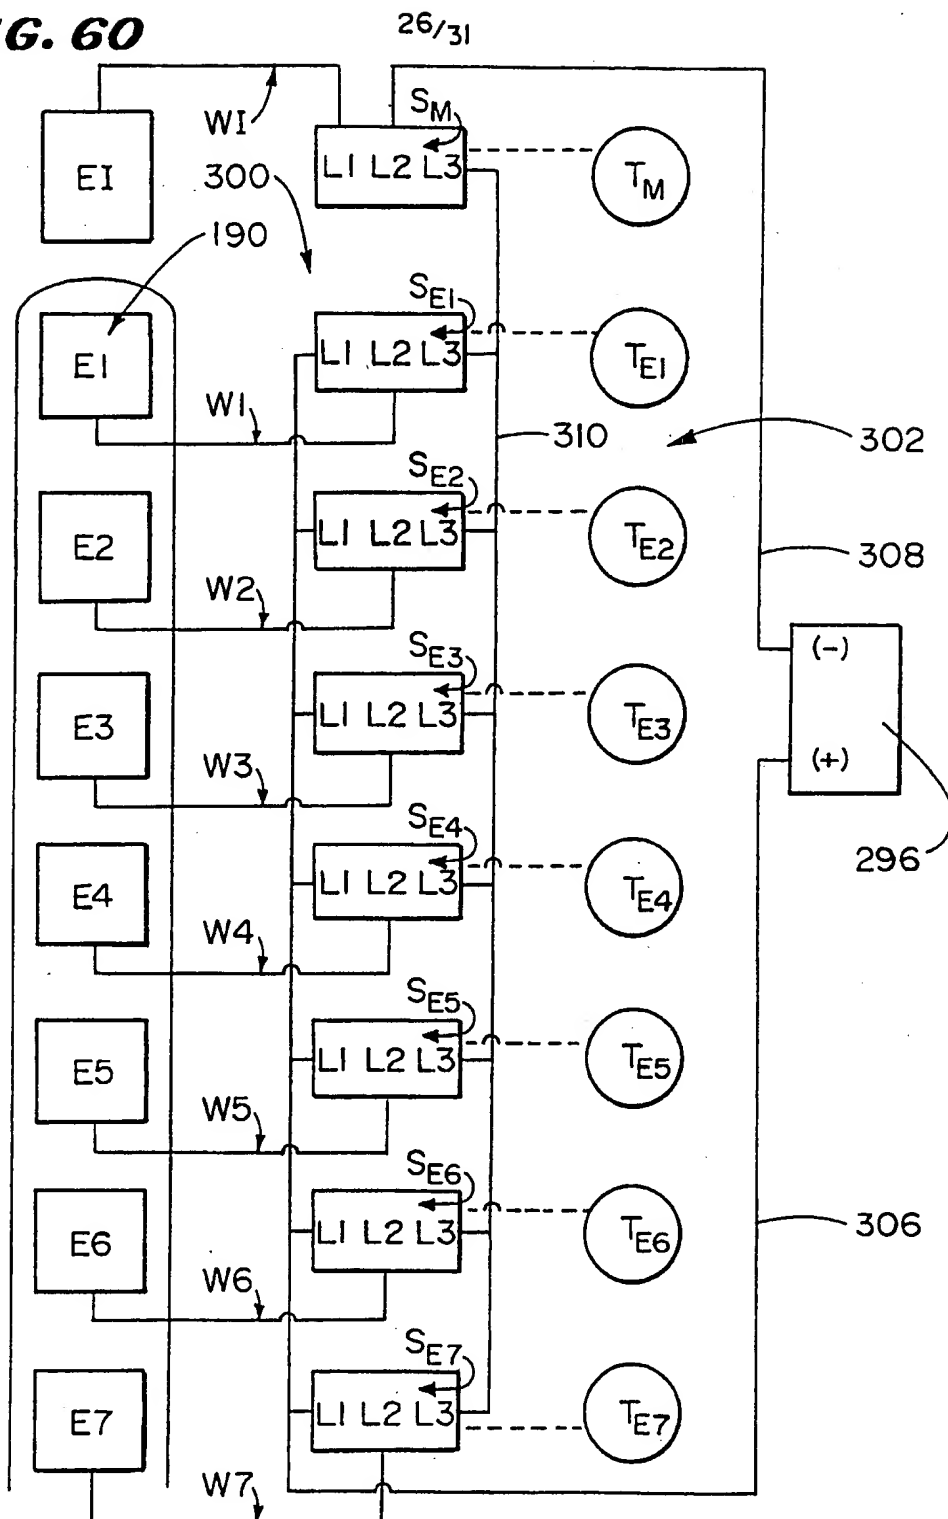 G. 60
26/31
WI
SM
EI
300
L1 L2 L3
TM
190
SE1
E1
L1 L2 L3
TE1
W1
310
302
SE2
E2
L1 L2 L3
TE2
308
W2
SE3
(-)
E3
L1 L2 L3
TE3
W3
(+)
SE4
296
E4
L1 L2 L3
TE4
W4
SE5
E5
L1 L2 L3
TE5
W5
SE6
E6
L1 L2 L3
TE6
306
W6
SE7
E7
L1 L2 L3
TE7
W7